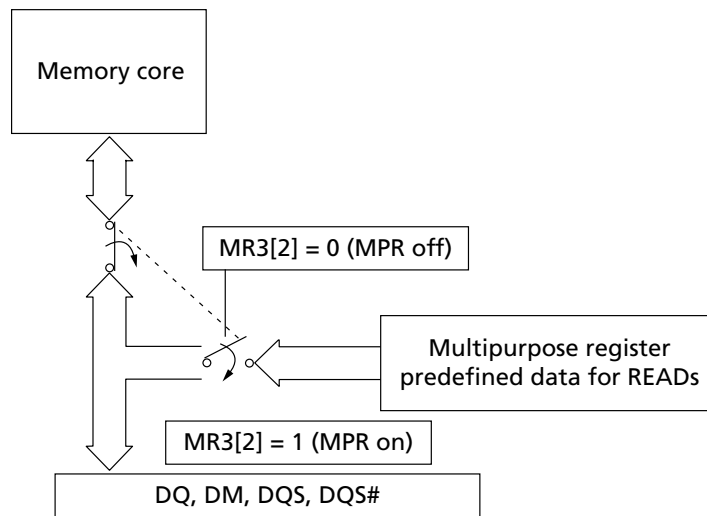 Memory core
MR3[2] = 0 (MPR off)
Multipurpose register
predefined data for READs
MR3[2] = 1 (MPR on)
DQ, DM, DQS, DQS#